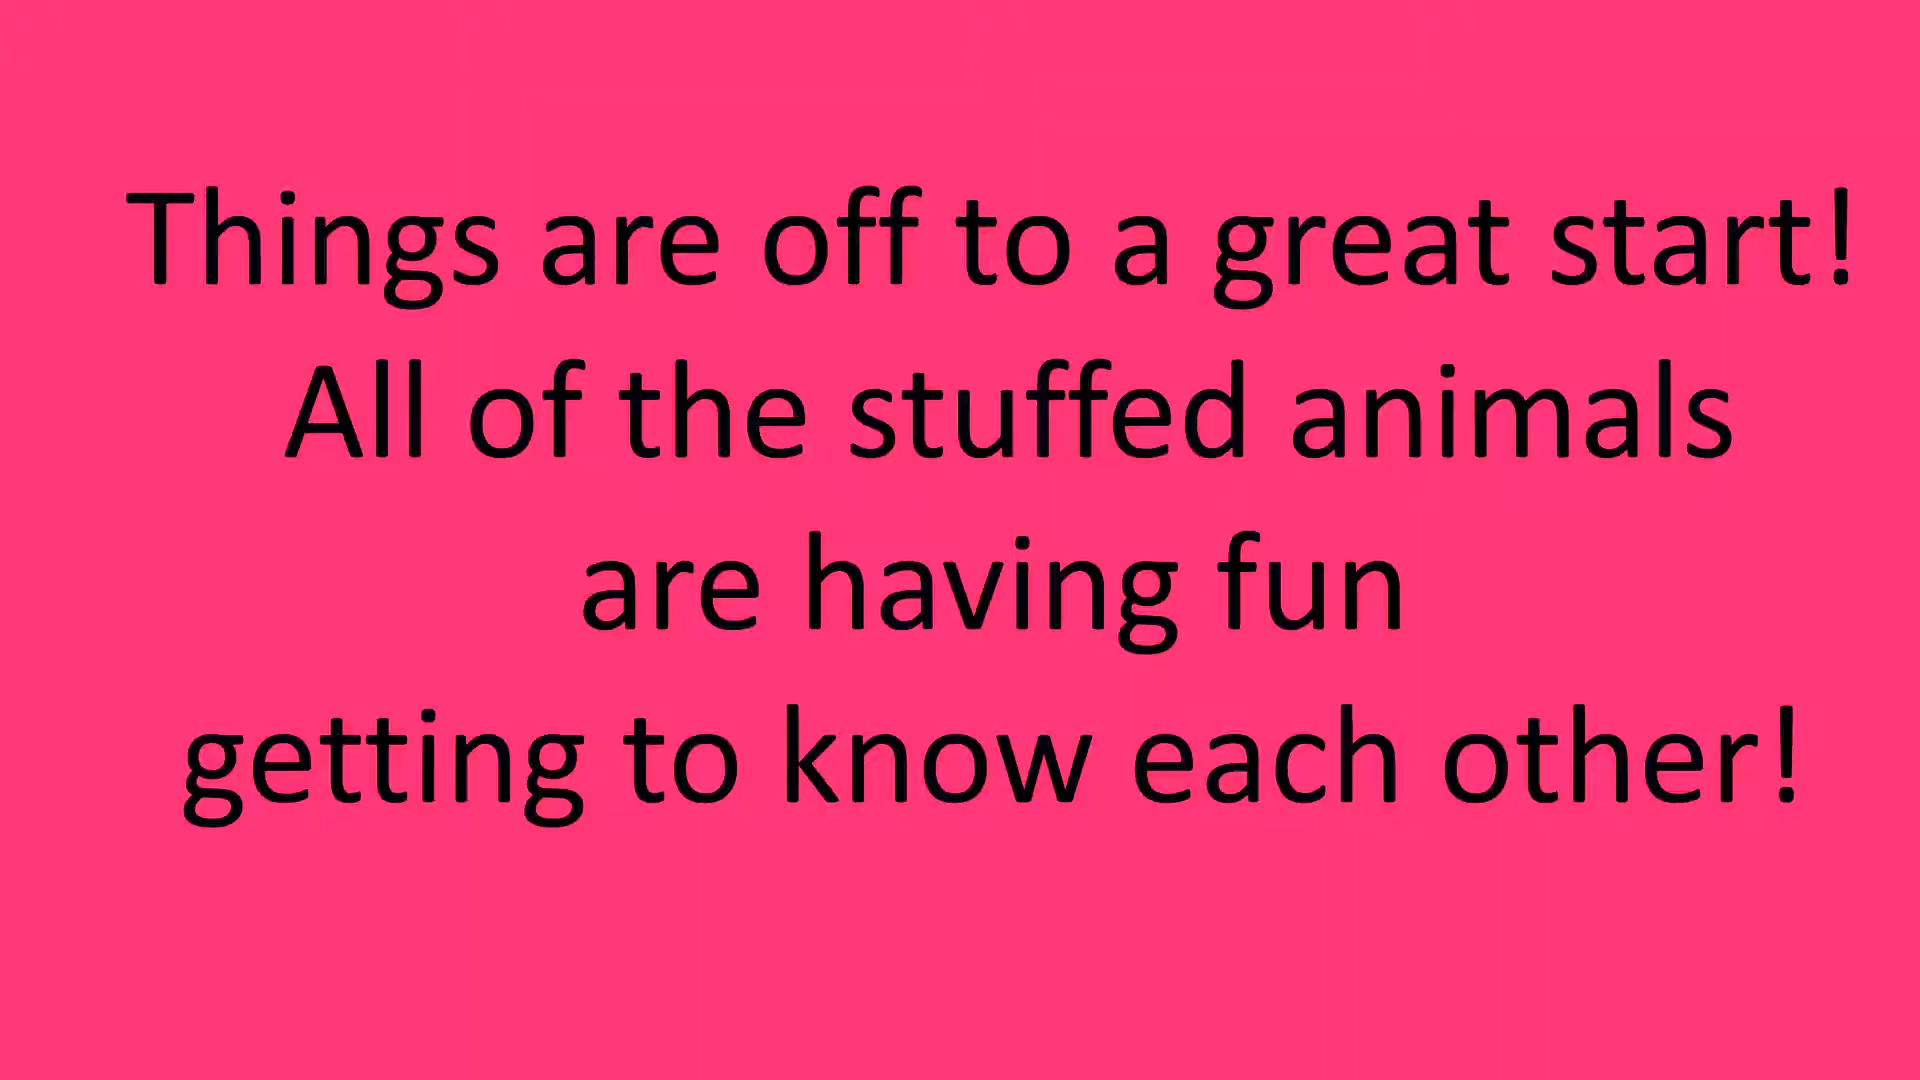 Things are off to a great start!
All of the stuffed animals
are having fun
getting to know each other!